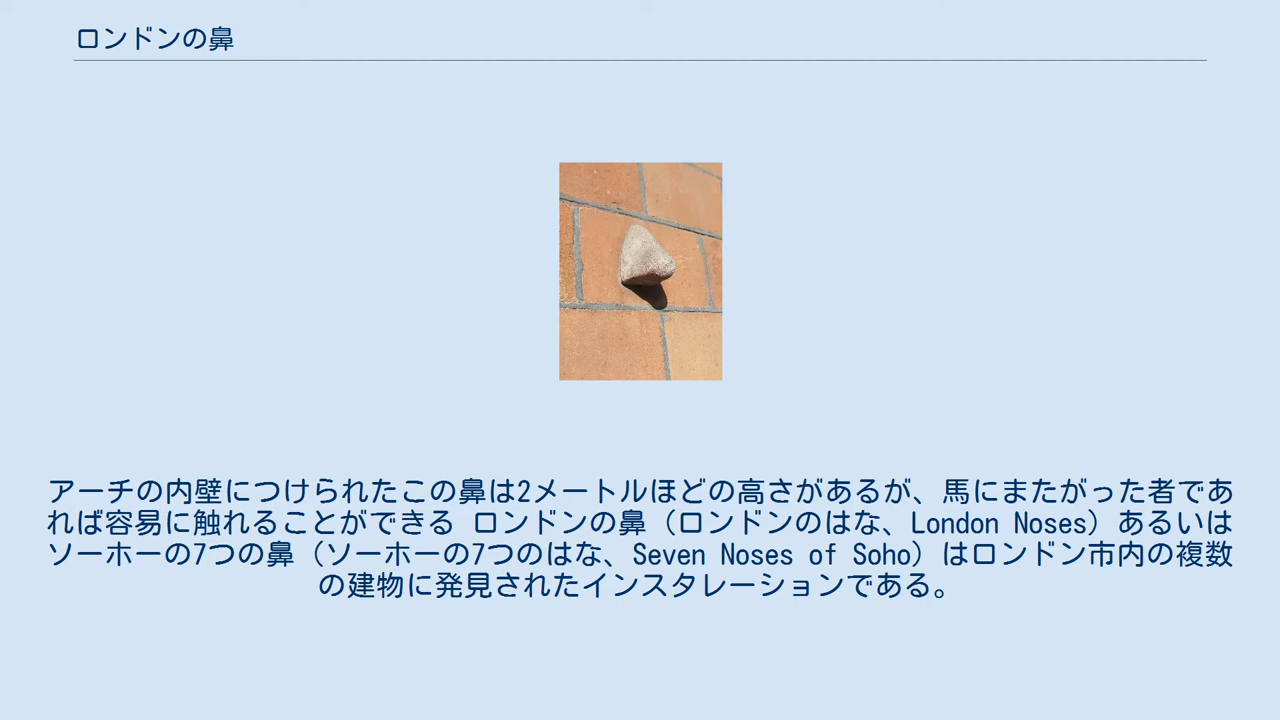 ロンドンの鼻
アーチの内壁につけられたこの鼻は2メートルほどの高さがあるが、馬にまたがった者であ
れば容易に触れることができる ロンドンの鼻（ロンドンのはな、London Noses）あるいは
ソーホーの7つの鼻（ソーホーの7つのはな、Seven Noses of Soho）はロンドン市内の複数
の建物に発見されたインスタレーションである。